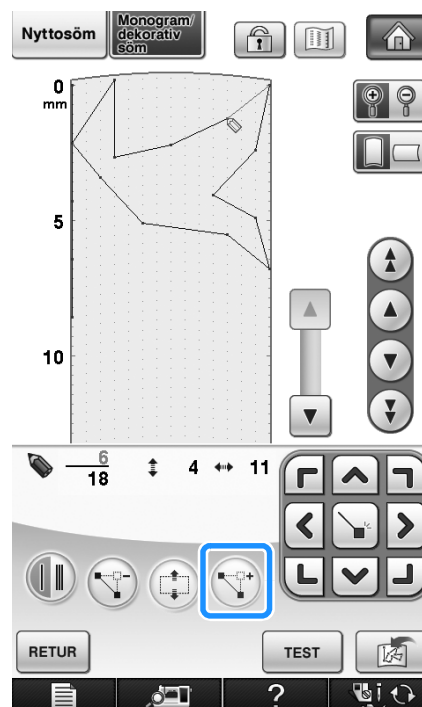 Nyttosöm
Monogram/
dekorativ
söm
0
mm
5
10
6
18
4
11
RETUR
TEST
?